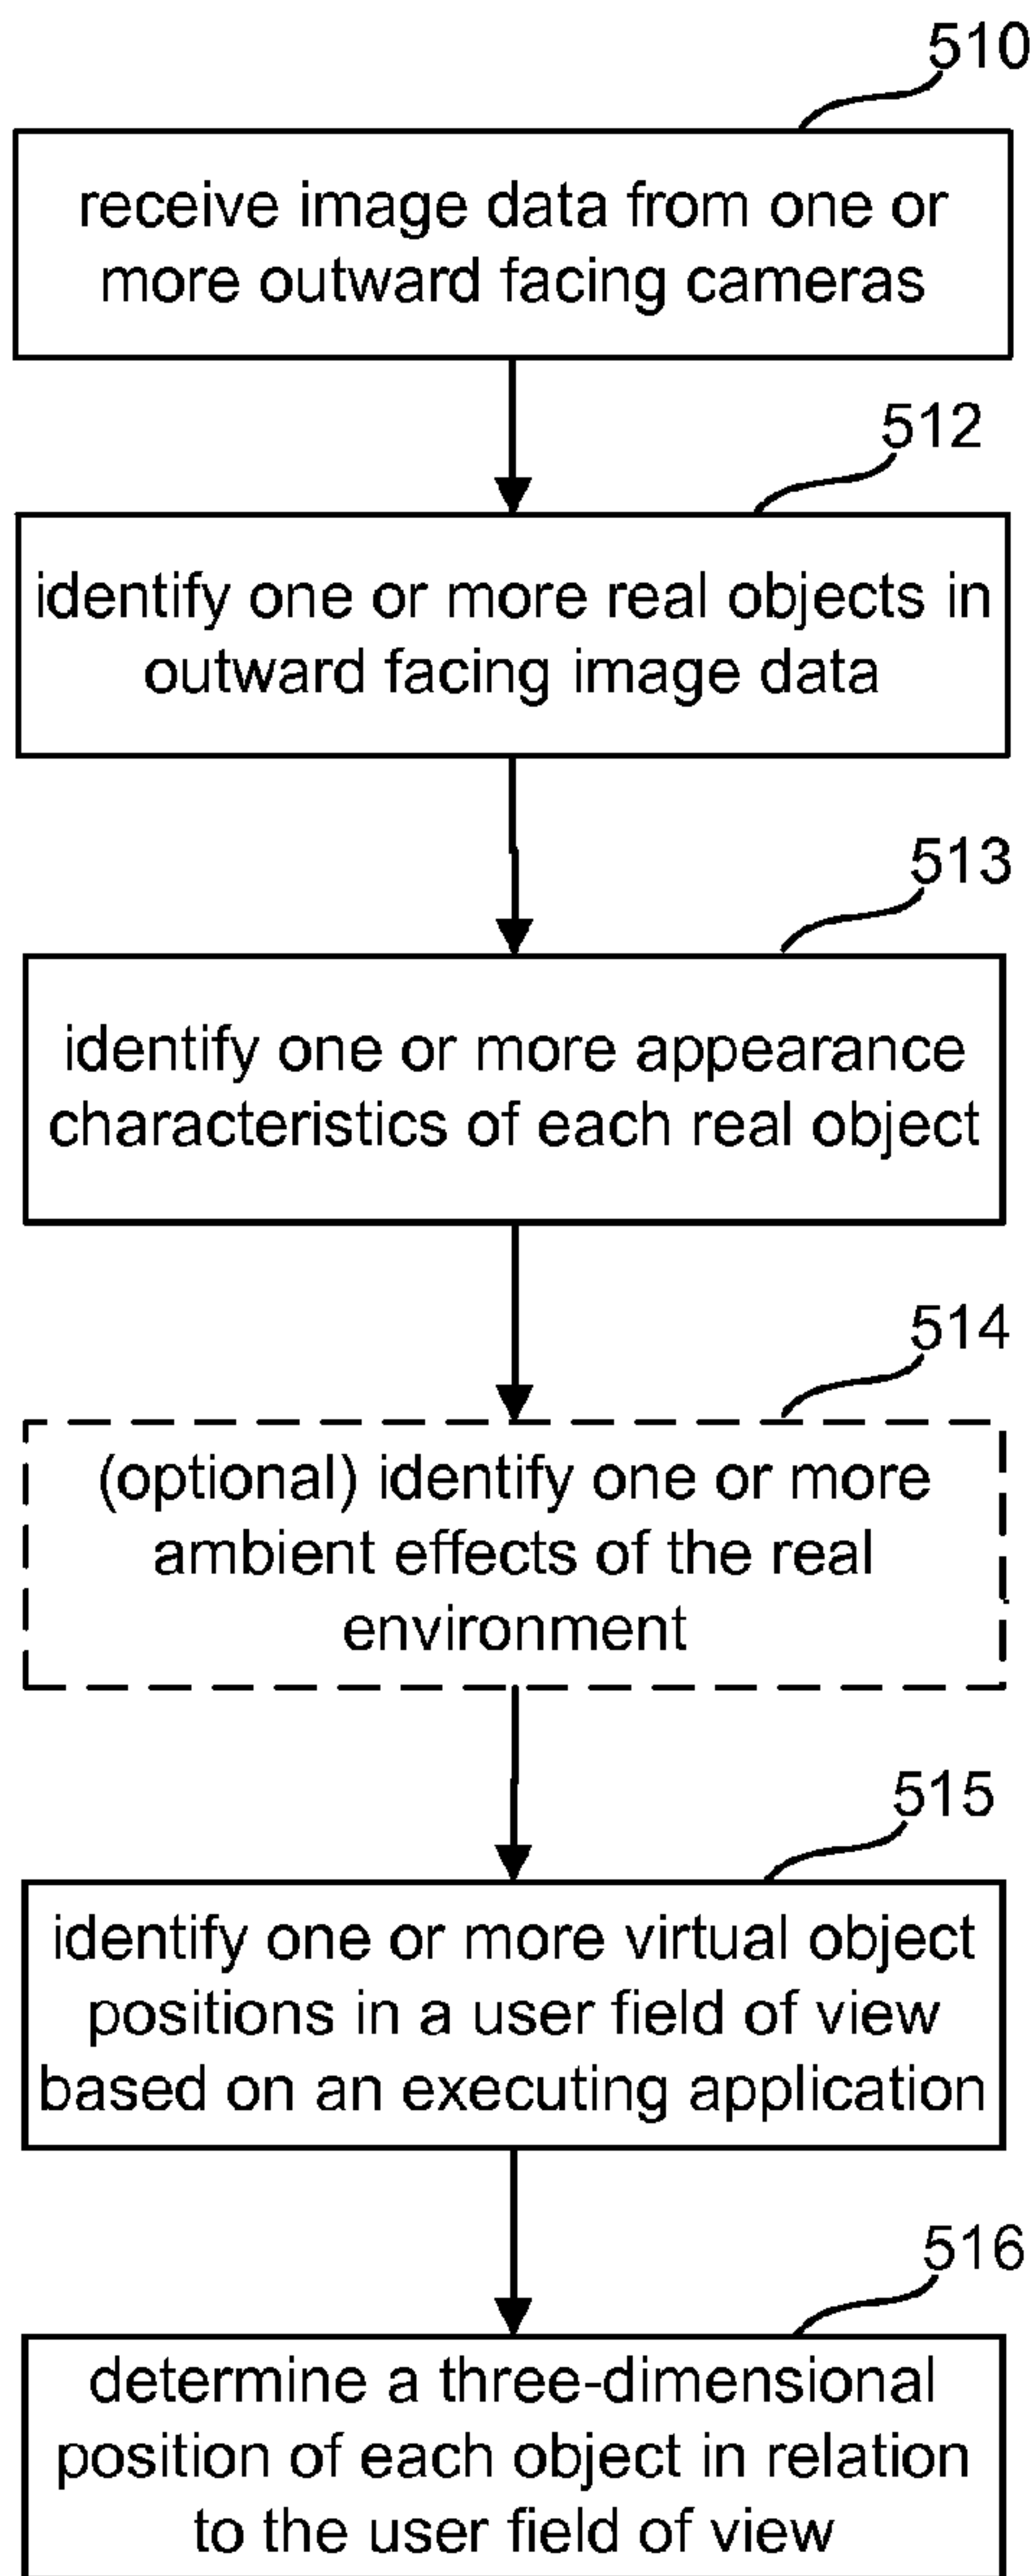 510
receive image data from one or
more outward facing cameras
512
identify one or more real objects in
outward facing image data
513
identify one or more appearance
characteristics of each real object
514
(optional) identify one or more
ambient effects of the real
environment
515
identify one or more virtual object
positions in a user field of view
based on an executing application
516
determine a three-dimensional
position of each object in relation
to the user field of view